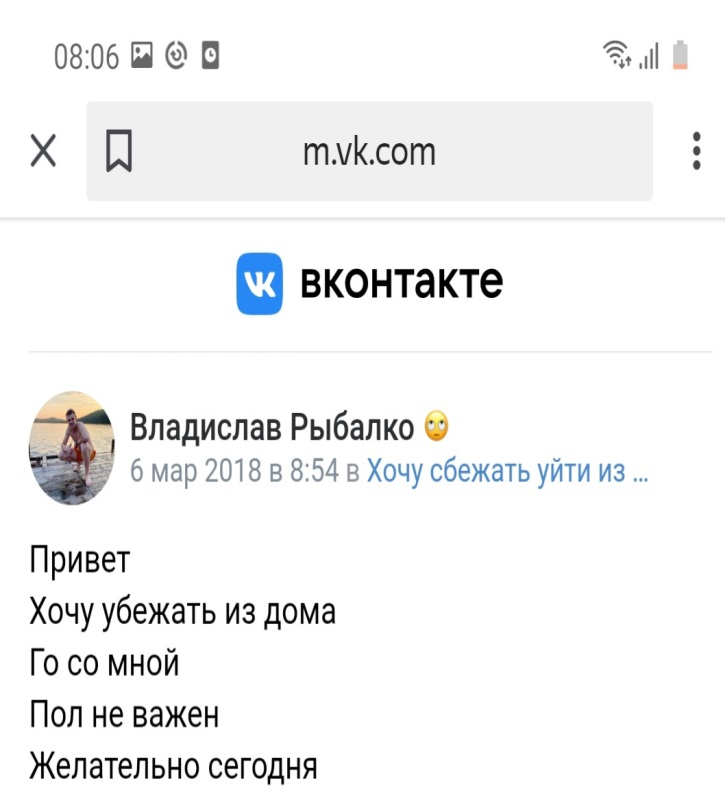 08:06
m.vk.com
вконтакте
Владислав Рыбалко 🙄
6 мар 2018 в 8:54 в Хочу сбежать уйти из ...
Привет
Хочу убежать из дома
Го со мной
Пол не важен
Желательно сегодня